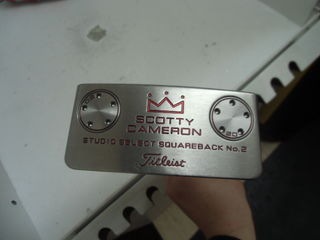 SCOTTY
CAMERON
STUDIO SELECT SQUAREBACK No. 2
Titleist